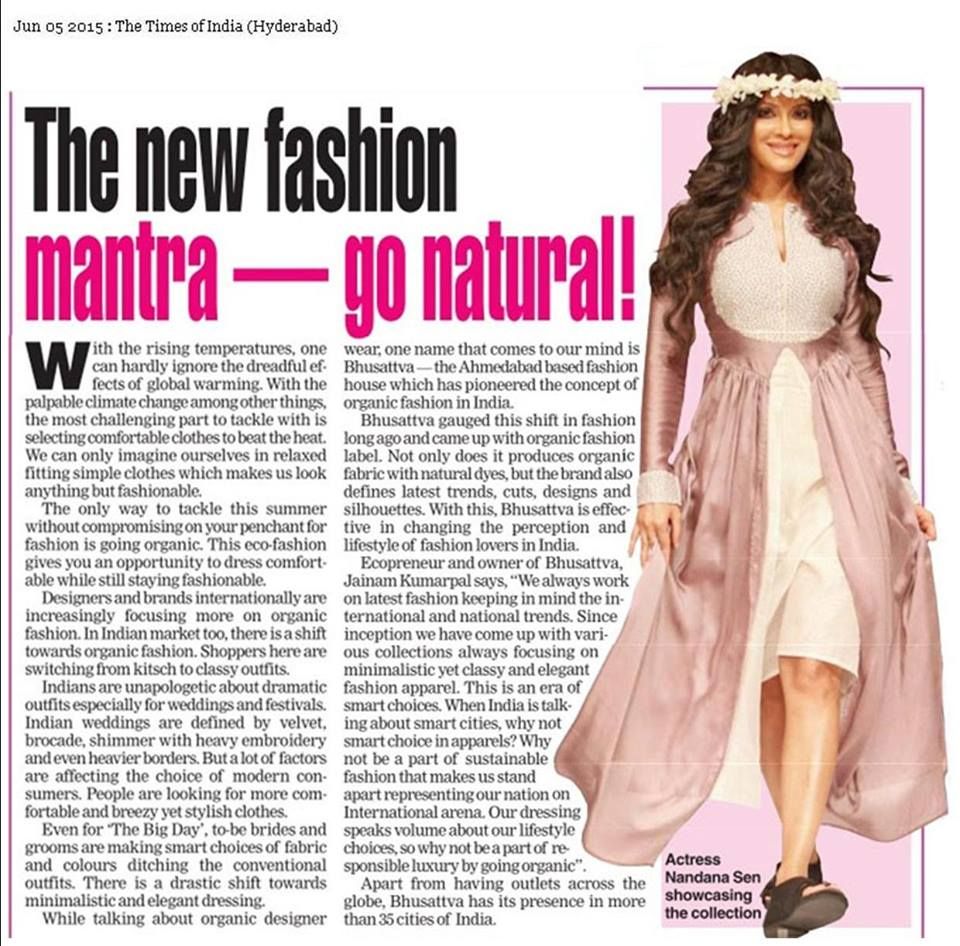 Jun 05 2015 : The Times of India (Hyderabad)
The new fashion
mantra — go natural!
With the rising temperatures, one
can hardly ignore the dreadful ef-
fects of global warming. With the
palpable climate change among other things,
the most challenging part to tackle with is
selecting comfortable clothes to beat the heat.
We can only imagine ourselves in relaxed
fitting simple clothes which makes us look
anything but fashionable.
The only way to tackle this summer
without compromising on your penchant for
fashion is going organic. This eco-fashion
gives you an opportunity to dress comfort-
able while still staying fashionable.
Designers and brands internationally are
increasingly focusing more on organic
fashion. In Indian market too, there is a shift
towards organic fashion. Shoppers here are
switching from kitsch to classy outfits.
Indians are unapologetic about dramatic
outfits especially for weddings and festivals.
Indian weddings are defined by velvet,
brocade, shimmer with heavy embroidery
and even heavier borders. But a lot of factors
are affecting the choice of modern con-
sumers. People are looking for more com-
fortable and breezy yet stylish clothes.
Even for ‘The Big Day’, to-be brides and
grooms are making smart choices of fabric
and colours ditching the conventional
outfits. There is a drastic shift towards
minimalistic and elegant dressing.
While talking about organic designer
wear, one name that comes to our mind is
Bhusattva — the Ahmedabad based fashion
house which has pioneered the concept of
organic fashion in India.
Bhusattva gauged this shift in fashion
long ago and came up with organic fashion
label. Not only does it produces organic
fabric with natural dyes, but the brand also
defines latest trends, cuts, designs and
silhouettes. With this, Bhusattva is effec-
tive in changing the perception and
lifestyle of fashion lovers in India.
Ecopreneur and owner of Bhusattva,
Jainam Kumarpal says, “We always work
on latest fashion keeping in mind the in-
ternational and national trends. Since
inception we have come up with vari-
ous collections always focusing on
minimalistic yet classy and elegant
fashion apparel. This is an era of
smart choices. When India is talk-
ing about smart cities, why not
smart choice in apparels? Why
not be a part of sustainable
fashion that makes us stand
apart representing our nation on
International arena. Our dressing
speaks volume about our lifestyle
choices, so why not be a part of re-
sponsible luxury by going organic”.
Apart from having outlets across the
globe, Bhusattva has its presence in more
than 35 cities of India.
Actress
Nandana Sen
showcasing
the collection